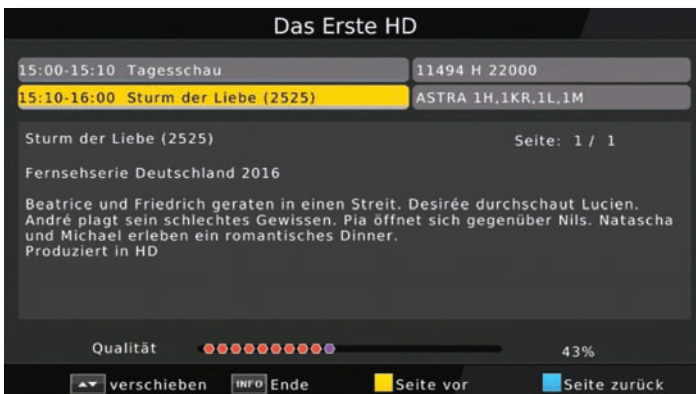 Das Erste HD
15:00-15:10 Tagesschau
11494 H 22000
15:10-16:00 Sturm der Liebe (2525)
ASTRA 1H,1KR,1L,1M
Sturm der Liebe (2525)
Seite: 1 / 1
Fernsehserie Deutschland 2016
Beatrice und Friedrich geraten in einen Streit. Desirée durchschaut Lucien.
André plagt sein schlechtes Gewissen. Pia öffnet sich gegenüber Nils. Natascha
und Michael erleben ein romantisches Dinner.
Produziert in HD
Qualität
43%
verschieben
INFO Ende
Seite vor
Seite zurück